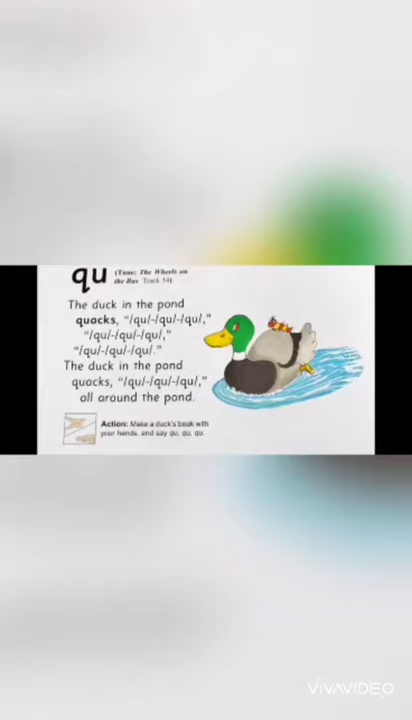 qu (Tune: The Wheels on
the Bus Track 34)
The duck in the pond
quacks, “/qu/-/qu/-/qu/,”
“/qu/-/qu/-/qu/,”
“/qu/-/qu/-/qu/.”
The duck in the pond
quacks, “/qu/-/qu/-/qu/,”
all around the pond.
Action: Make a duck's beak with
your hands, and say qu, qu, qu.
VIVAVIDEO